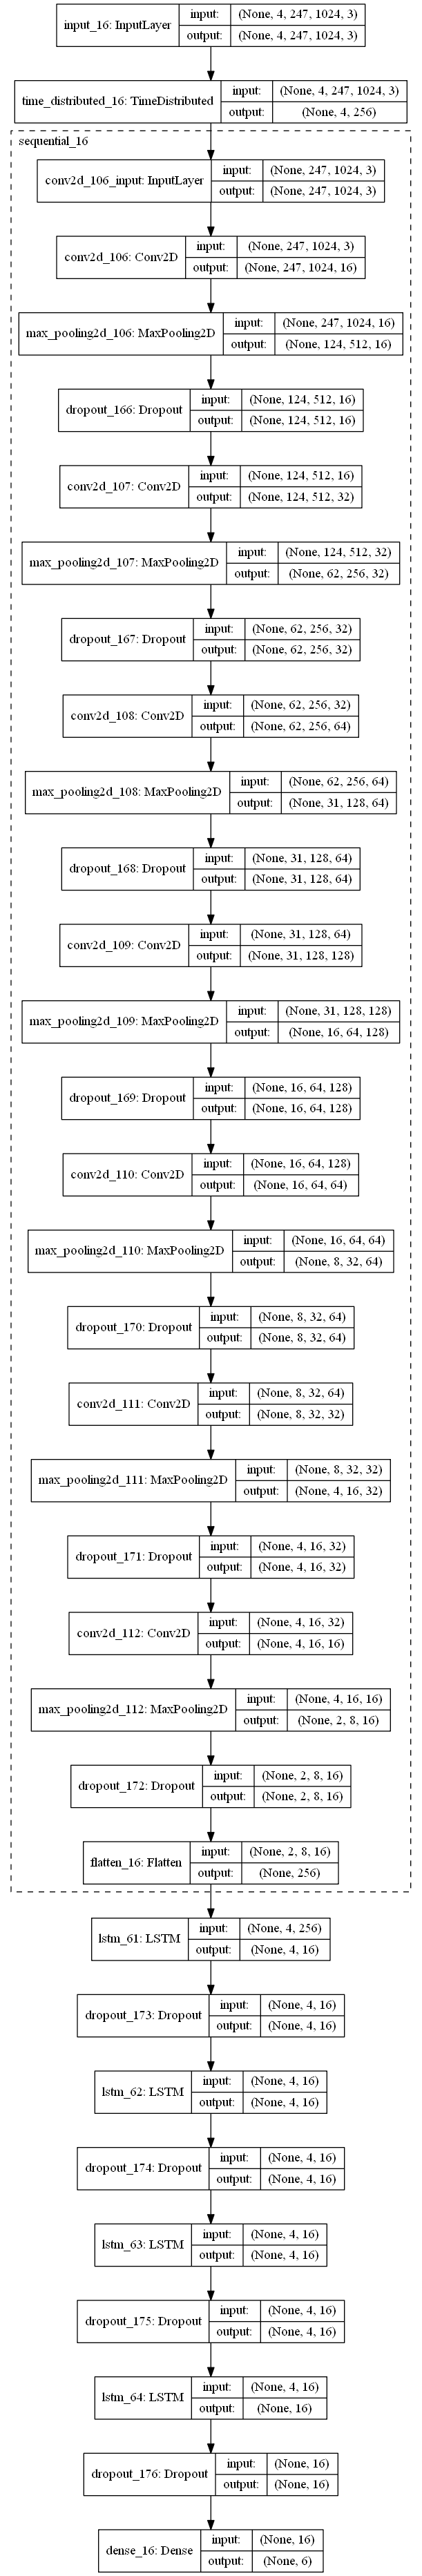 input_16: InputLayer input: (None, 4, 247, 1024, 3)
output: (None, 4, 247, 1024, 3)
time_distributed_16: TimeDistributed input: (None, 4, 247, 1024, 3)
output: (None, 4, 256)
sequential_16
conv2d_106_input: InputLayer input: (None, 247, 1024, 3)
output: (None, 247, 1024, 3)
conv2d_106: Conv2D input: (None, 247, 1024, 3)
output: (None, 247, 1024, 16)
max_pooling2d_106: MaxPooling2D input: (None, 247, 1024, 16)
output: (None, 124, 512, 16)
dropout_166: Dropout input: (None, 124, 512, 16)
output: (None, 124, 512, 16)
conv2d_107: Conv2D input: (None, 124, 512, 16)
output: (None, 124, 512, 32)
max_pooling2d_107: MaxPooling2D input: (None, 124, 512, 32)
output: (None, 62, 256, 32)
dropout_167: Dropout input: (None, 62, 256, 32)
output: (None, 62, 256, 32)
conv2d_108: Conv2D input: (None, 62, 256, 32)
output: (None, 62, 256, 64)
max_pooling2d_108: MaxPooling2D input: (None, 62, 256, 64)
output: (None, 31, 128, 64)
dropout_168: Dropout input: (None, 31, 128, 64)
output: (None, 31, 128, 64)
conv2d_109: Conv2D input: (None, 31, 128, 64)
output: (None, 31, 128, 128)
max_pooling2d_109: MaxPooling2D input: (None, 31, 128, 128)
output: (None, 16, 64, 128)
dropout_169: Dropout input: (None, 16, 64, 128)
output: (None, 16, 64, 128)
conv2d_110: Conv2D input: (None, 16, 64, 128)
output: (None, 16, 64, 64)
max_pooling2d_110: MaxPooling2D input: (None, 16, 64, 64)
output: (None, 8, 32, 64)
dropout_170: Dropout input: (None, 8, 32, 64)
output: (None, 8, 32, 64)
conv2d_111: Conv2D input: (None, 8, 32, 64)
output: (None, 8, 32, 32)
max_pooling2d_111: MaxPooling2D input: (None, 8, 32, 32)
output: (None, 4, 16, 32)
dropout_171: Dropout input: (None, 4, 16, 32)
output: (None, 4, 16, 32)
conv2d_112: Conv2D input: (None, 4, 16, 32)
output: (None, 4, 16, 16)
max_pooling2d_112: MaxPooling2D input: (None, 4, 16, 16)
output: (None, 2, 8, 16)
dropout_172: Dropout input: (None, 2, 8, 16)
output: (None, 2, 8, 16)
flatten_16: Flatten input: (None, 2, 8, 16)
output: (None, 256)
lstm_61: LSTM input: (None, 4, 256)
output: (None, 4, 16)
dropout_173: Dropout input: (None, 4, 16)
output: (None, 4, 16)
lstm_62: LSTM input: (None, 4, 16)
output: (None, 4, 16)
dropout_174: Dropout input: (None, 4, 16)
output: (None, 4, 16)
lstm_63: LSTM input: (None, 4, 16)
output: (None, 4, 16)
dropout_175: Dropout input: (None, 4, 16)
output: (None, 4, 16)
lstm_64: LSTM input: (None, 4, 16)
output: (None, 16)
dropout_176: Dropout input: (None, 16)
output: (None, 16)
dense_16: Dense input: (None, 16)
output: (None, 6)